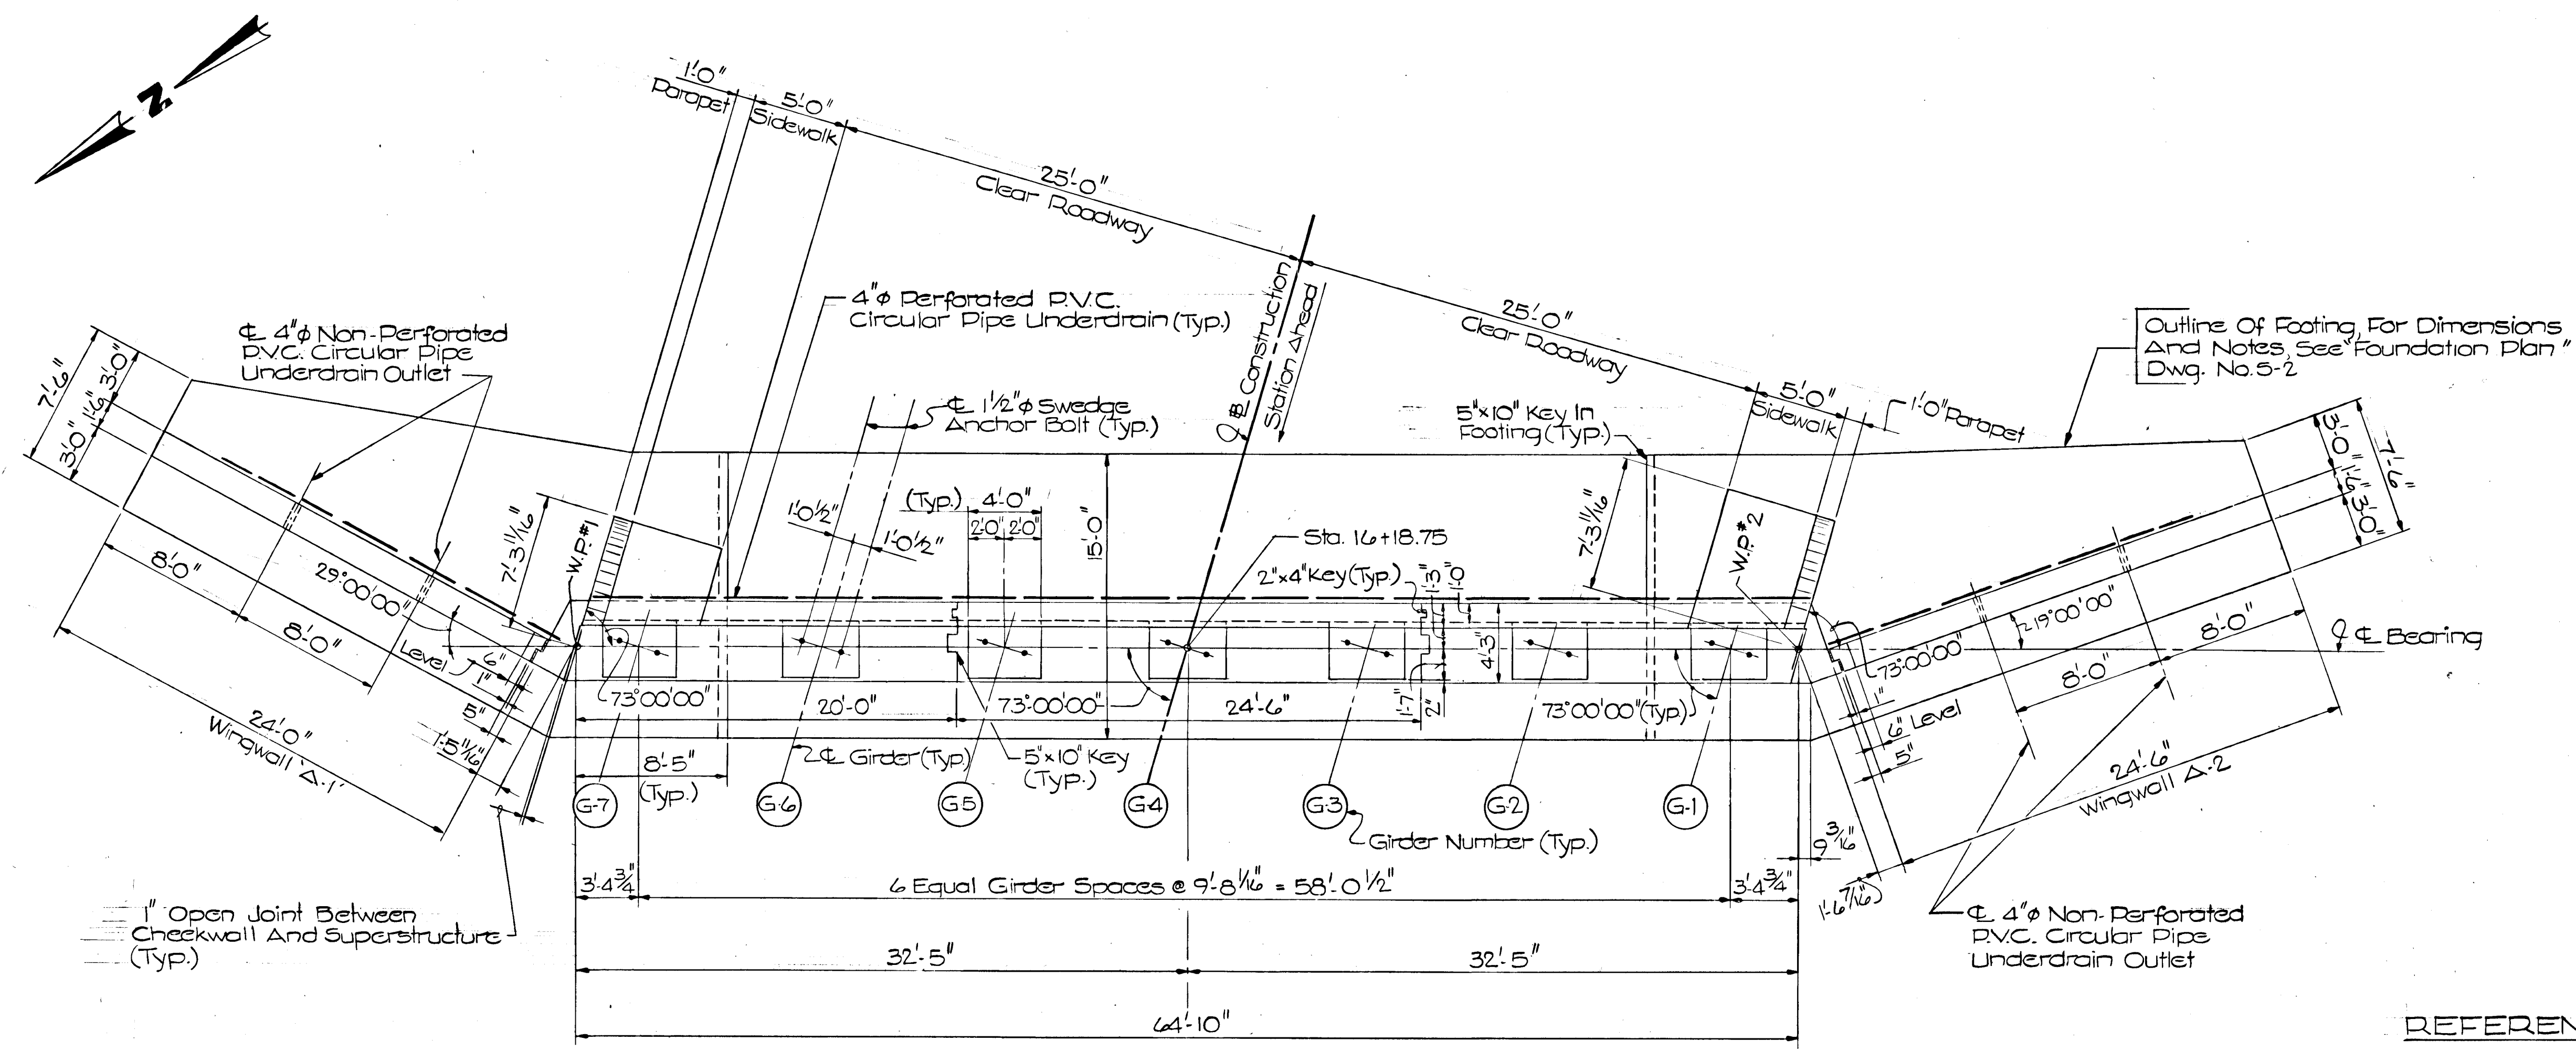 N
1'-0"
Parapet
5'-0"
Sidewalk
25'-0"
Clear Roadway
25'-0"
Clear Roadway
5'-0"
Sidewalk
1'-0" Parapet
℄ 4"φ Non-Perforated
P.V.C. Circular Pipe
Underdrain Outlet
4"φ Perforated P.V.C.
Circular Pipe Underdrain (Typ.)
℄ 1½"φ Swedge
Anchor Bolt (Typ.)
Construction
Station Ahead
5"x10" Key In
Footing (Typ.)
Outline Of Footing, For Dimensions
And Notes, See "Foundation Plan"
Dwg. No. S-2
7'-6"
3'-0"
1'-6"
3'-0"
8'-0"
8'-0"
29°00'00"
Level
6"
1"
5"
1'-5 11/16"
24'-0"
Wingwall 'A-1'
7'-3 11/16"
W.P. #1
1'-0½"
1'-0½"
(Typ.)
4'-0"
2'-0"
2'-0"
15'-0"
Sta. 16+18.75
2"x4" Key (Typ.)
1'-3"
1'-0"
4'-3"
1'-7"
2"
7'-3 11/16"
W.P. #2
3'-0"
1'-6"
3'-0"
7'-6"
19°00'00"
℄ Bearing
73°00'00"
8'-0"
8'-0"
1"
6" Level
5"
24'-6"
Wingwall A-2
73°00'00"
20'-0"
73°00'00"
24'-6"
73°00'00" (Typ.)
8'-5"
(Typ.)
℄ Girder (Typ.)
5"x10" Key
(Typ.)
G-7
G-6
G-5
G-4
G-3
G-2
G-1
Girder Number (Typ.)
9 3/16"
1'-6 7/16"
3'-4¾"
6 Equal Girder Spaces @ 9'-8 1/16" = 58'-0 1/2"
3'-4¾"
1" Open Joint Between
Cheekwall And Superstructure
(Typ.)
℄ 4"φ Non-Perforated
P.V.C. Circular Pipe
Underdrain Outlet
32'-5"
32'-5"
64'-10"
REFEREN